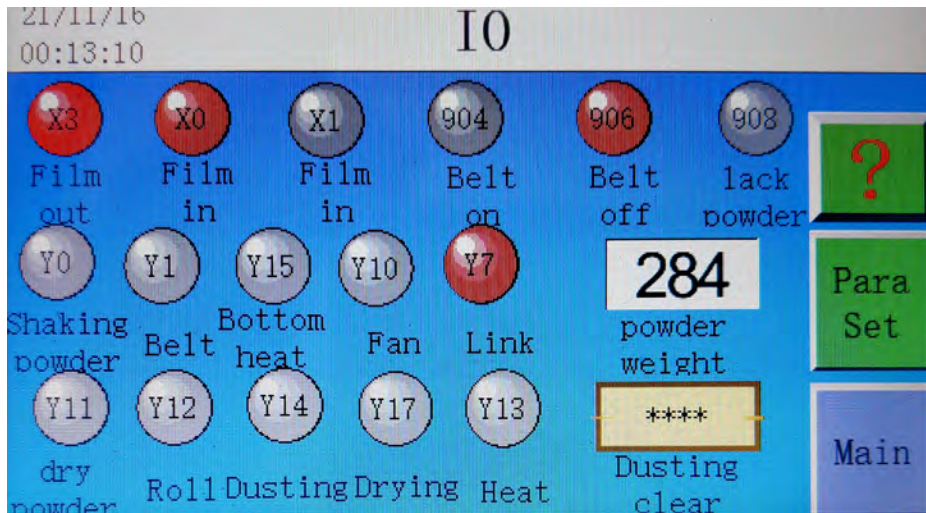 21/11/16
IO
00:13:10
X3 X0 X1 904 906 908
Film Film Film Belt Belt lack
out in in on off powder
?
Y0 Y1 Y15 Y10 Y7 284
Para
Set
Shaking Belt Bottom Fan Link powder
powder heat weight
Y11 Y12 Y14 Y17 Y13 ****
Main
dry Roll Dusting Drying Heat Dusting
powder clear